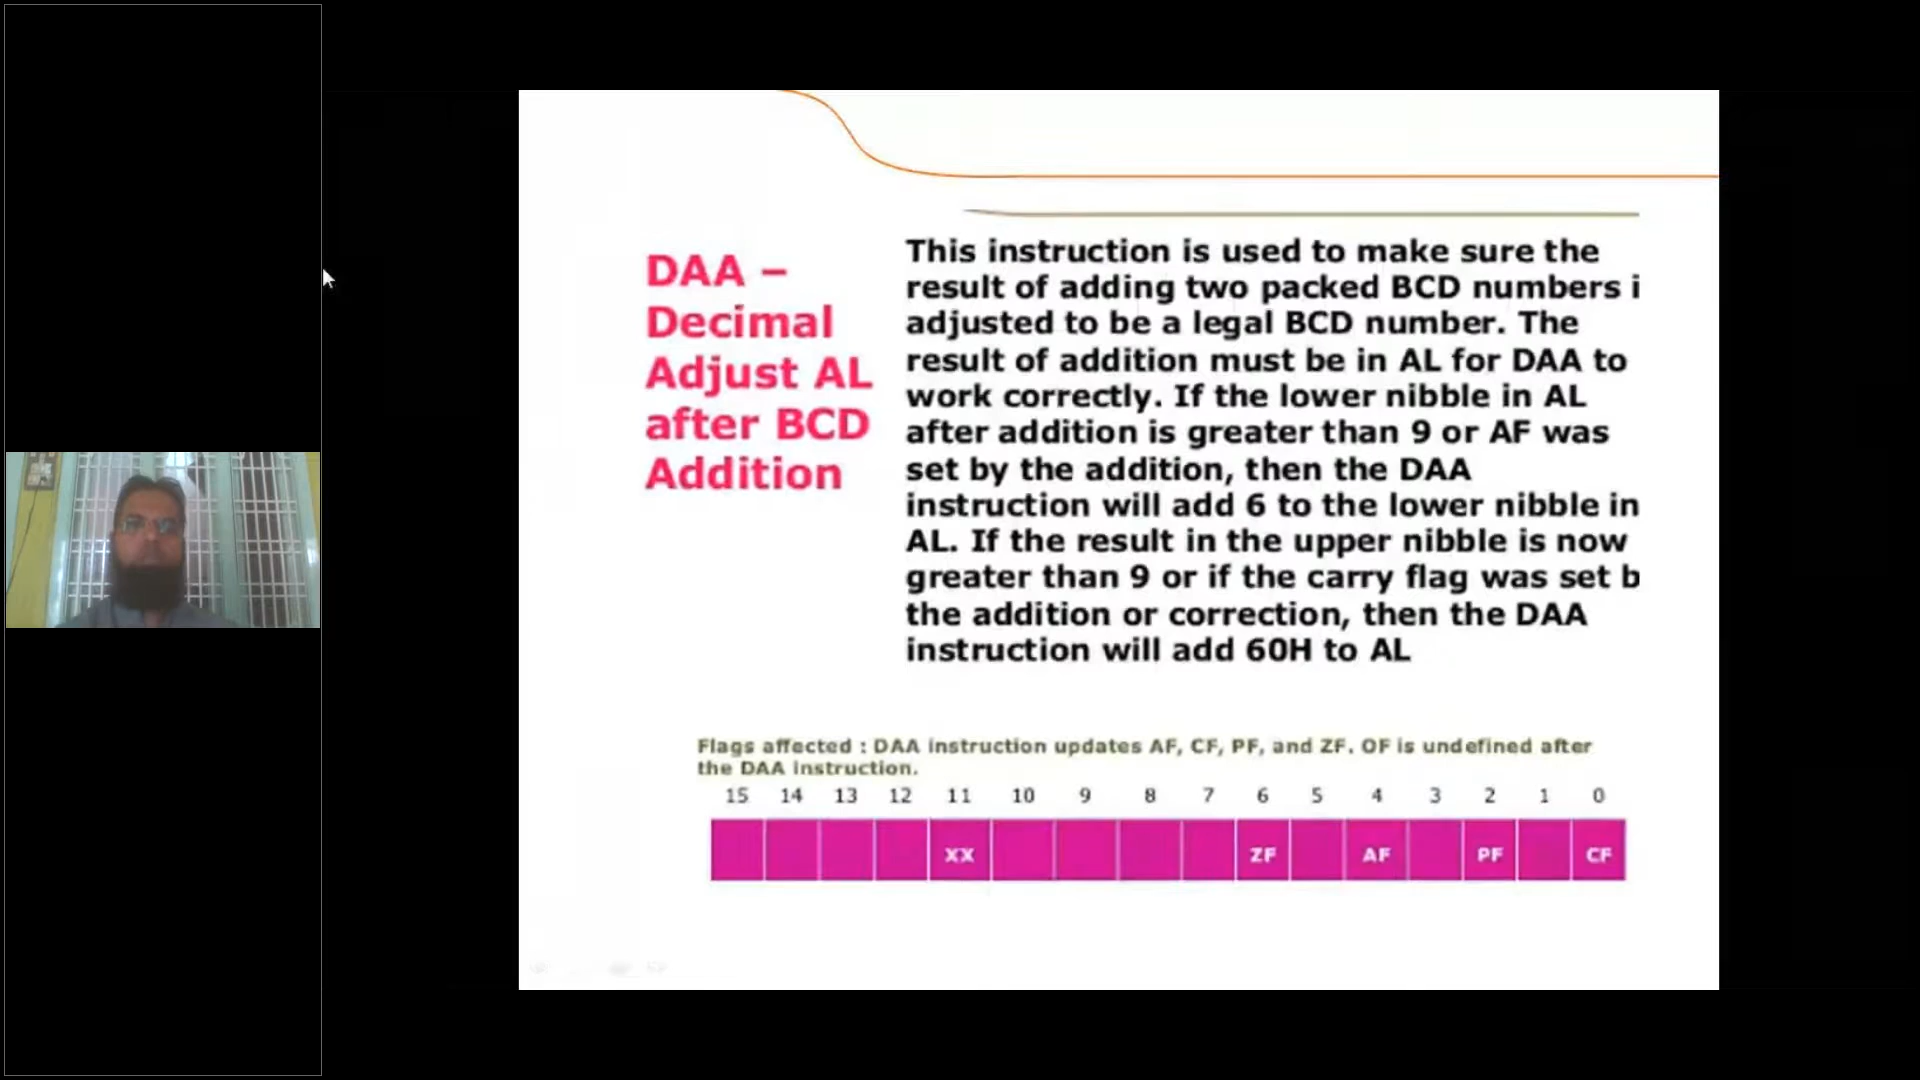 DAA –
Decimal
Adjust AL
after BCD
Addition
This instruction is used to make sure the
result of adding two packed BCD numbers i
adjusted to be a legal BCD number. The
result of addition must be in AL for DAA to
work correctly. If the lower nibble in AL
after addition is greater than 9 or AF was
set by the addition, then the DAA
instruction will add 6 to the lower nibble in
AL. If the result in the upper nibble is now
greater than 9 or if the carry flag was set b
the addition or correction, then the DAA
instruction will add 60H to AL
Flags affected : DAA instruction updates AF, CF, PF, and ZF. OF is undefined after
the DAA instruction.
15 14 13 12 11 10 9 8 7 6 5 4 3 2 1 0
XX ZF AF PF CF